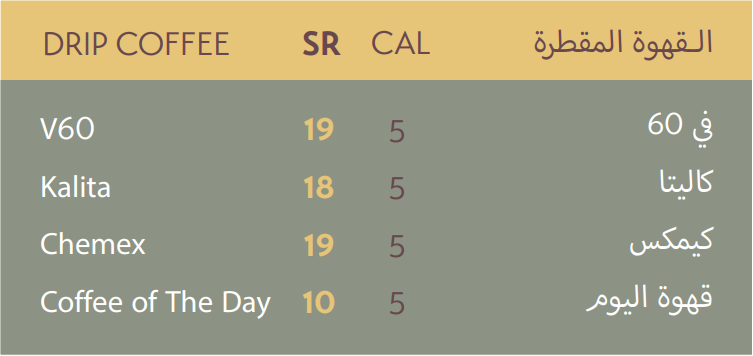 DRIP COFFEE SR CAL القهوة المقطرة
V60 19 5 في 60
Kalita 18 5 كاليتا
Chemex 19 5 كيمكس
Coffee of The Day 10 5 قهوة اليوم